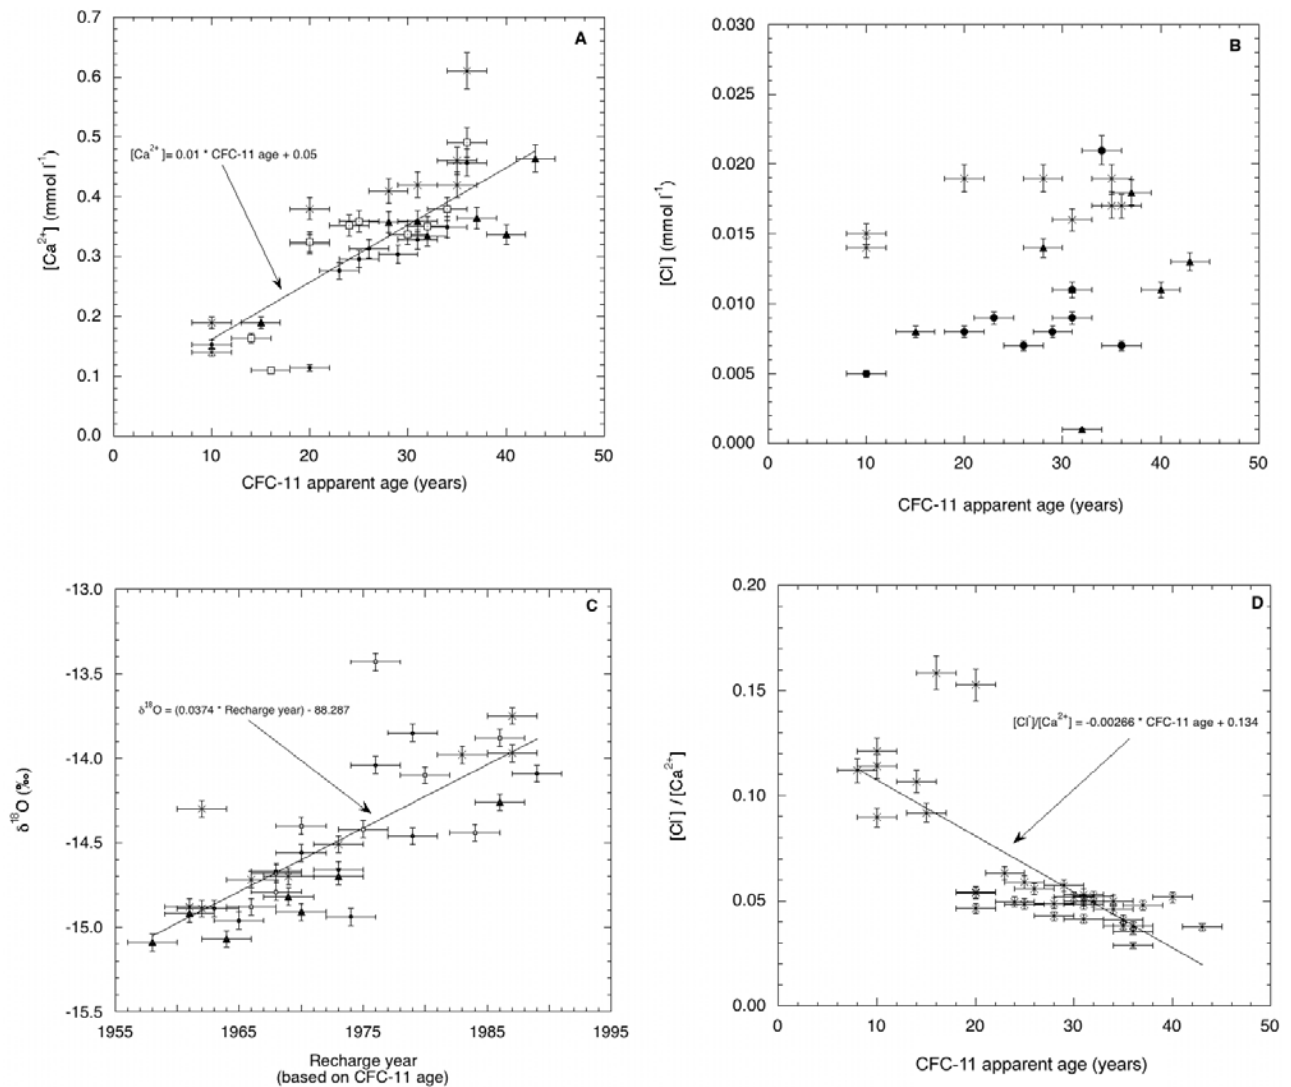 A
0.7
0.6
0.5
0.4
0.3
0.2
0.1
0.0
[Ca2+] (mmol l-1)
[Ca2+]= 0.01 * CFC-11 age + 0.05
0 10 20 30 40 50
CFC-11 apparent age (years)
B
0.030
0.025
0.020
0.015
0.010
0.005
0.000
[Cl-] (mmol l-1)
0 10 20 30 40 50
CFC-11 apparent age (years)
C
-13.0
-13.5
-14.0
-14.5
-15.0
-15.5
δ18O (‰)
δ18O = (0.0374 * Recharge year) - 88.287
1955 1965 1975 1985 1995
Recharge year
(based on CFC-11 age)
D
0.20
0.15
0.10
0.05
0.00
[Cl-] / [Ca2+]
[Cl-]/[Ca2+] = -0.00266 * CFC-11 age + 0.134
0 10 20 30 40 50
CFC-11 apparent age (years)